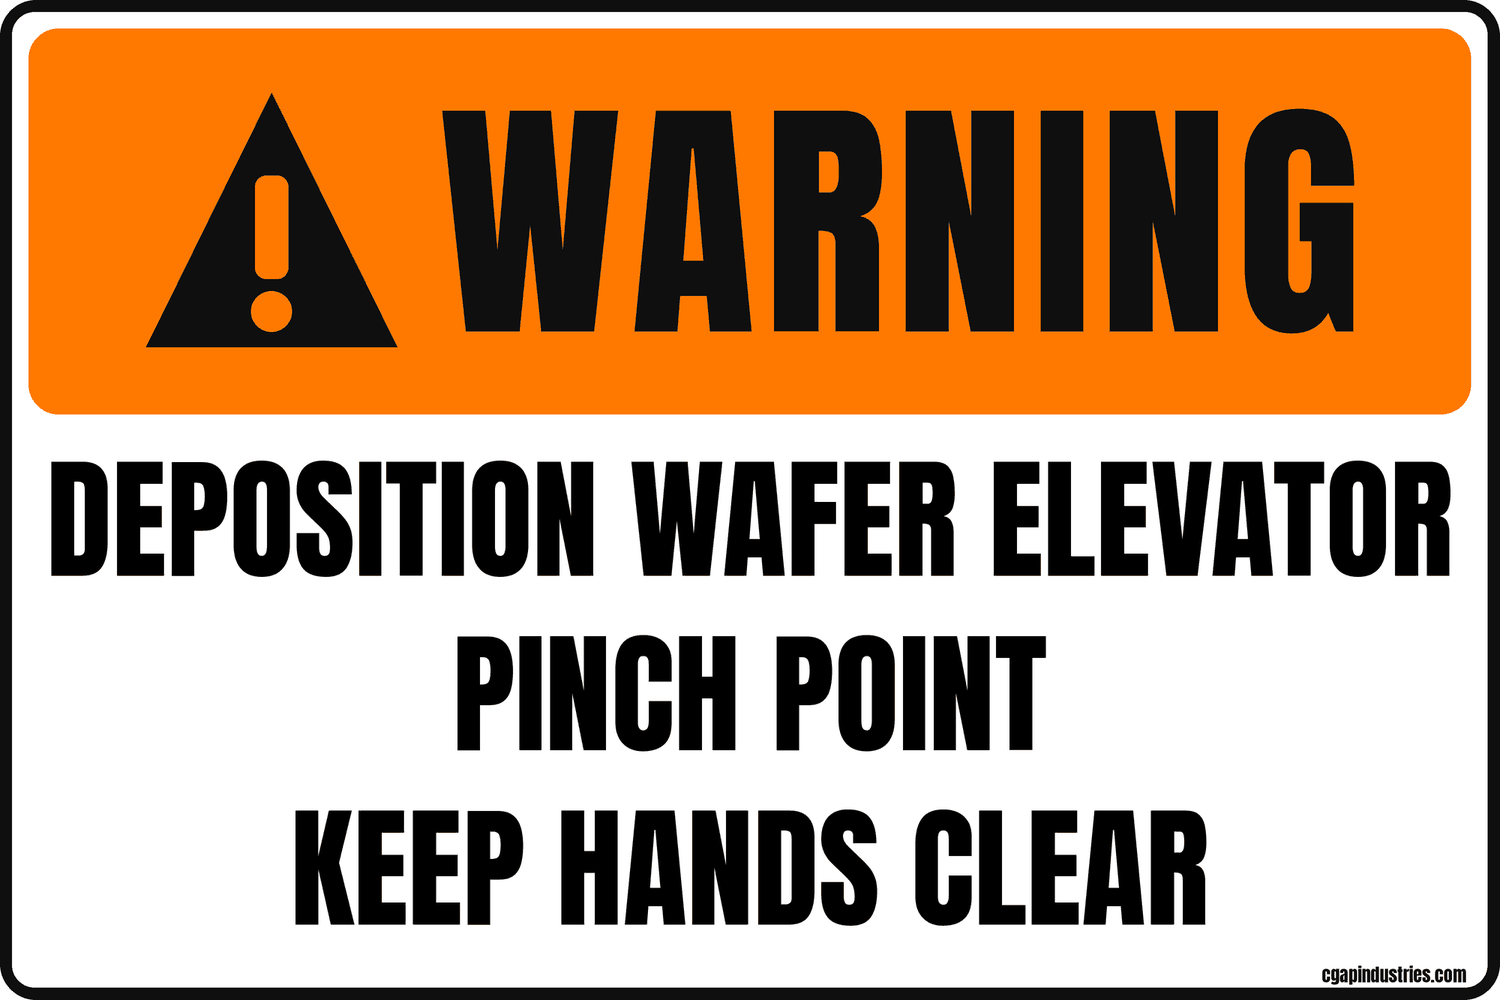 WARNING
DEPOSITION WAFER ELEVATOR
PINCH POINT
KEEP HANDS CLEAR
cgapindustries.com